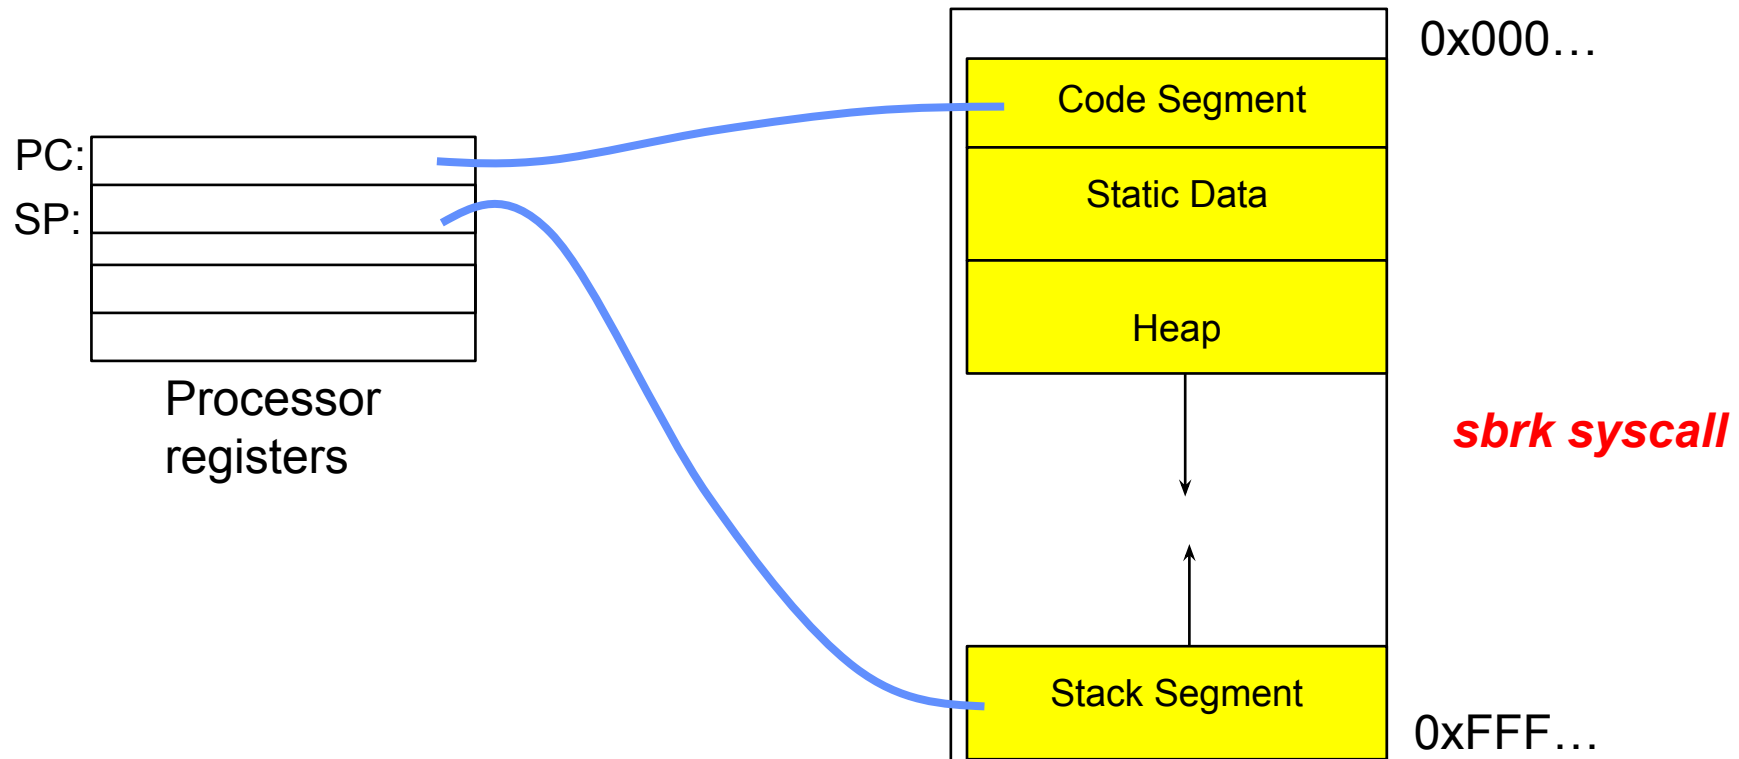 0x000…
Code Segment
PC:
Static Data
SP:
Heap
Processor
registers
sbrk syscall
Stack Segment
0xFFF…